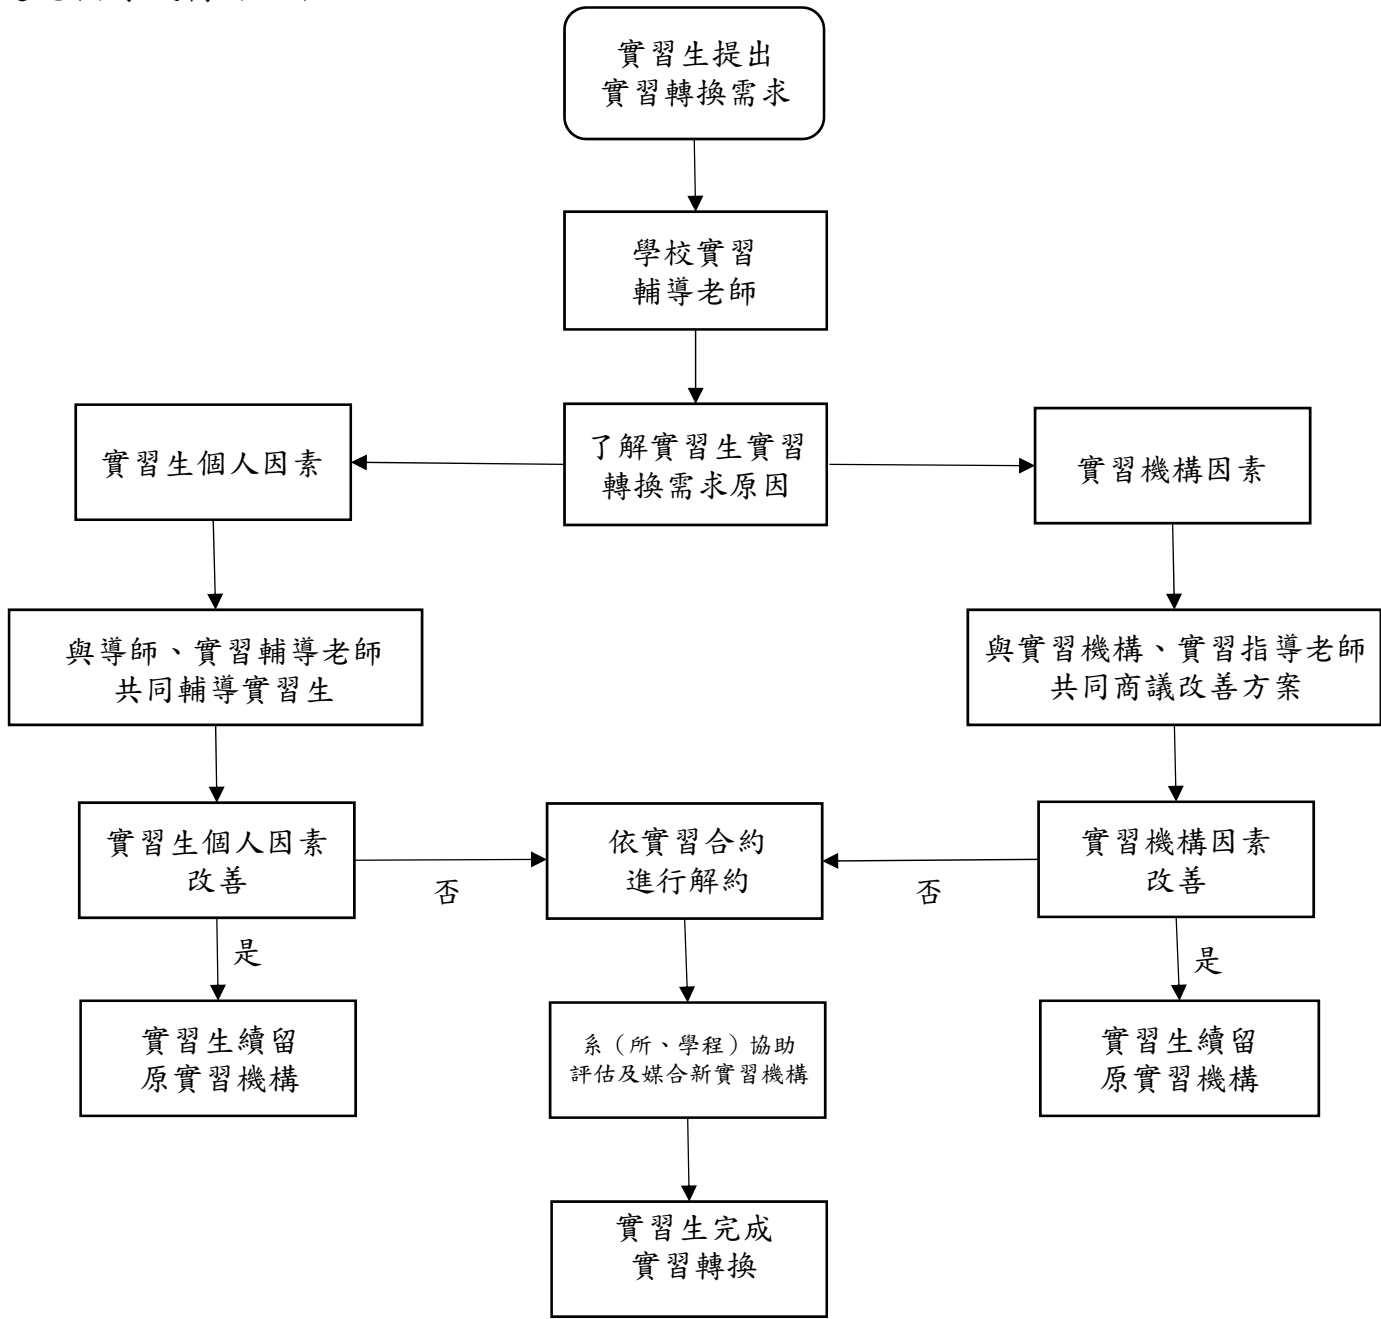 實習生提出
實習轉換需求
學校實習
輔導老師
了解實習生實習
轉換需求原因
實習生個人因素
實習機構因素
與導師、實習輔導老師
共同輔導實習生
與實習機構、實習指導老師
共同商議改善方案
實習生個人因素
改善
否
依實習合約
進行解約
否
實習機構因素
改善
是
是
實習生續留
原實習機構
系（所、學程）協助
評估及媒合新實習機構
實習生續留
原實習機構
實習生完成
實習轉換